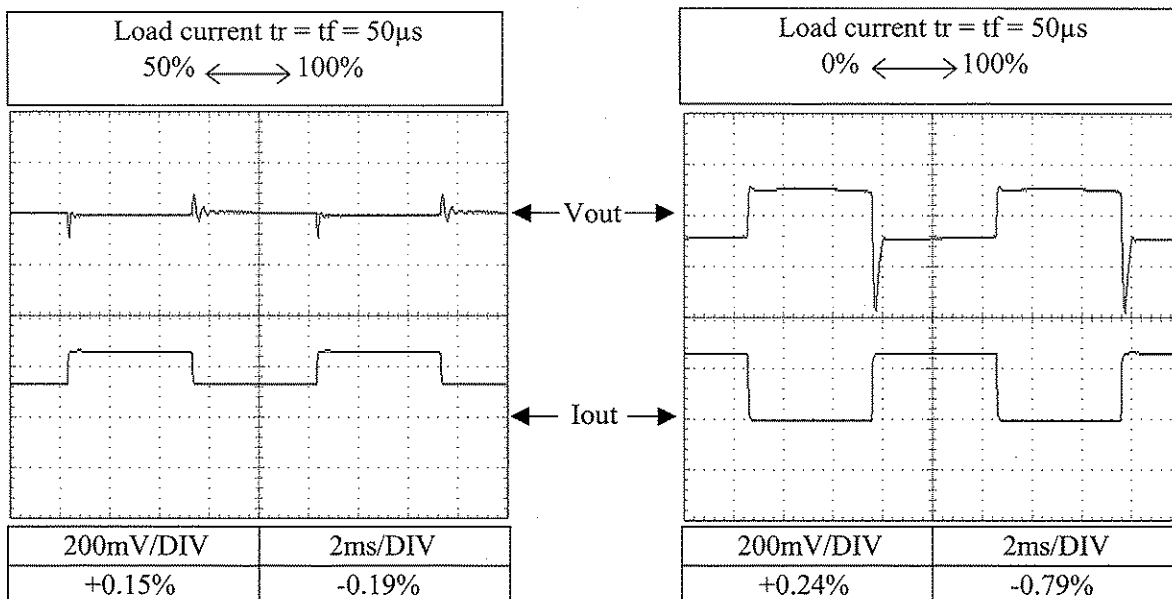 Load current tr = tf = 50µs
50% ⟷ 100%
Load current tr = tf = 50µs
0% ⟷ 100%
Vout
Iout
200mV/DIV 2ms/DIV
+0.15% -0.19%
200mV/DIV 2ms/DIV
+0.24% -0.79%